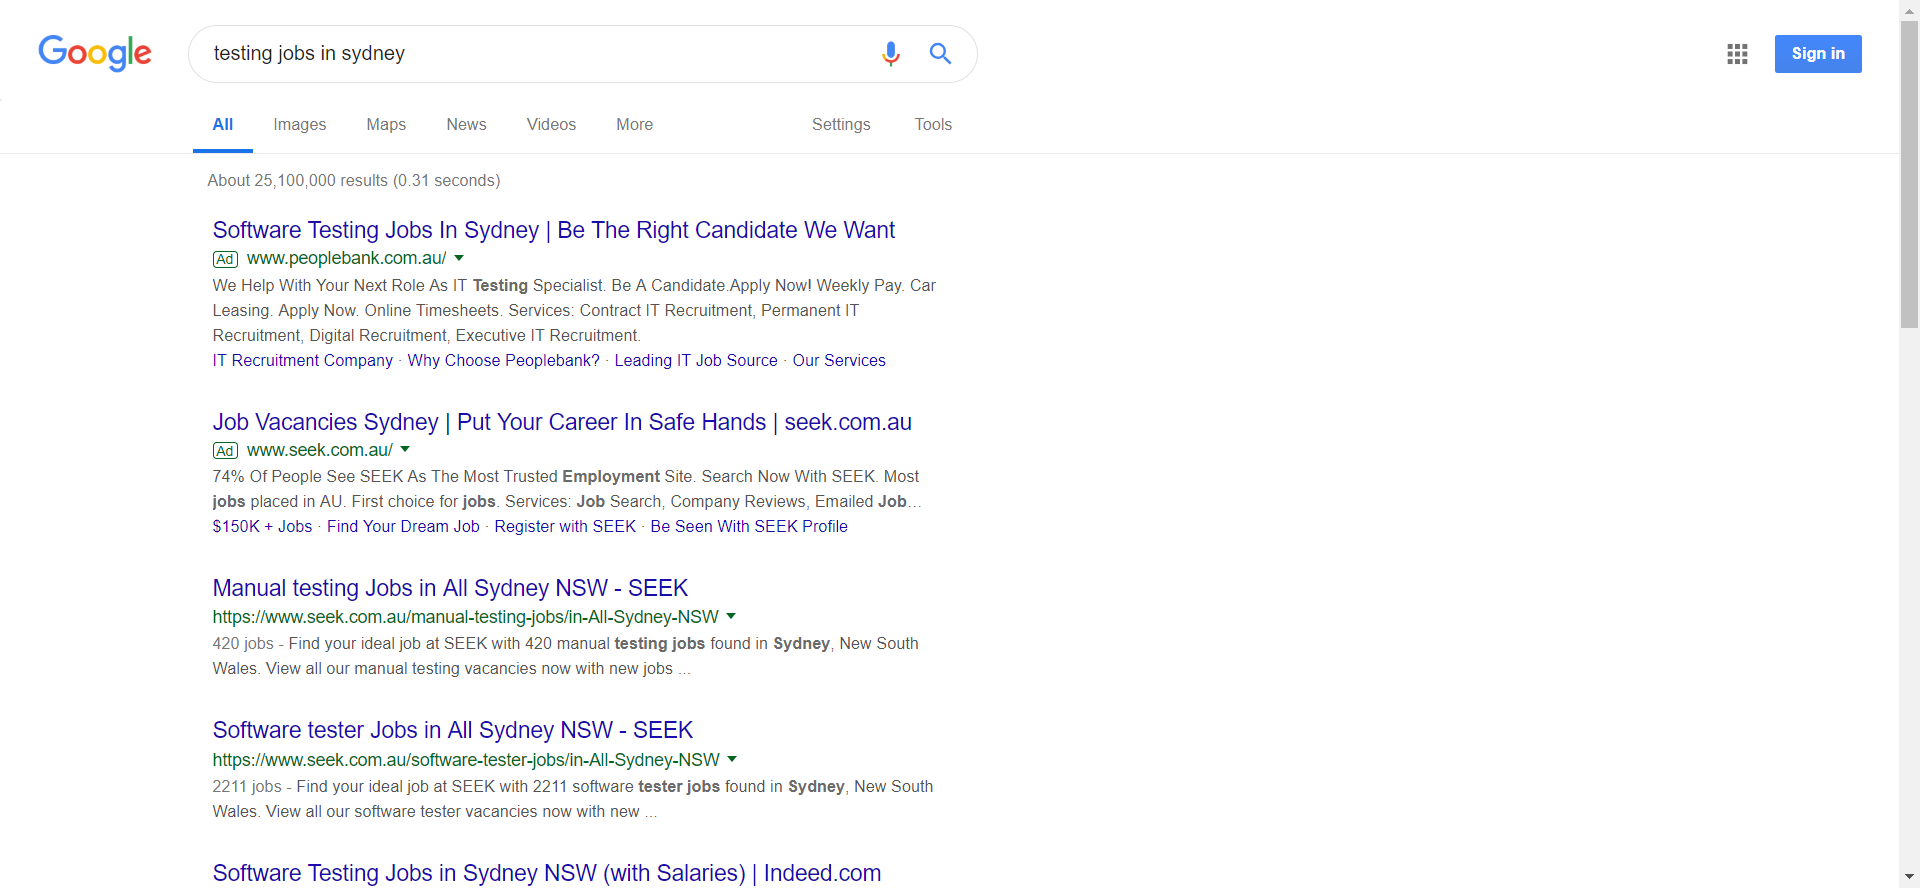 Google
testing jobs in sydney
Sign in
All Images Maps News Videos More Settings Tools
About 25,100,000 results (0.31 seconds)
Software Testing Jobs In Sydney | Be The Right Candidate We Want
Ad www.peoplebank.com.au/
We Help With Your Next Role As IT Testing Specialist. Be A Candidate.Apply Now! Weekly Pay. Car
Leasing. Apply Now. Online Timesheets. Services: Contract IT Recruitment, Permanent IT
Recruitment, Digital Recruitment, Executive IT Recruitment.
IT Recruitment Company · Why Choose Peoplebank? · Leading IT Job Source · Our Services
Job Vacancies Sydney | Put Your Career In Safe Hands | seek.com.au
Ad www.seek.com.au/
74% Of People See SEEK As The Most Trusted Employment Site. Search Now With SEEK. Most
jobs placed in AU. First choice for jobs. Services: Job Search, Company Reviews, Emailed Job...
$150K + Jobs · Find Your Dream Job · Register with SEEK · Be Seen With SEEK Profile
Manual testing Jobs in All Sydney NSW - SEEK
https://www.seek.com.au/manual-testing-jobs/in-All-Sydney-NSW
420 jobs - Find your ideal job at SEEK with 420 manual testing jobs found in Sydney, New South
Wales. View all our manual testing vacancies now with new jobs ...
Software tester Jobs in All Sydney NSW - SEEK
https://www.seek.com.au/software-tester-jobs/in-All-Sydney-NSW
2211 jobs - Find your ideal job at SEEK with 2211 software tester jobs found in Sydney, New South
Wales. View all our software tester vacancies now with new ...
Software Testing Jobs in Sydney NSW (with Salaries) | Indeed.com